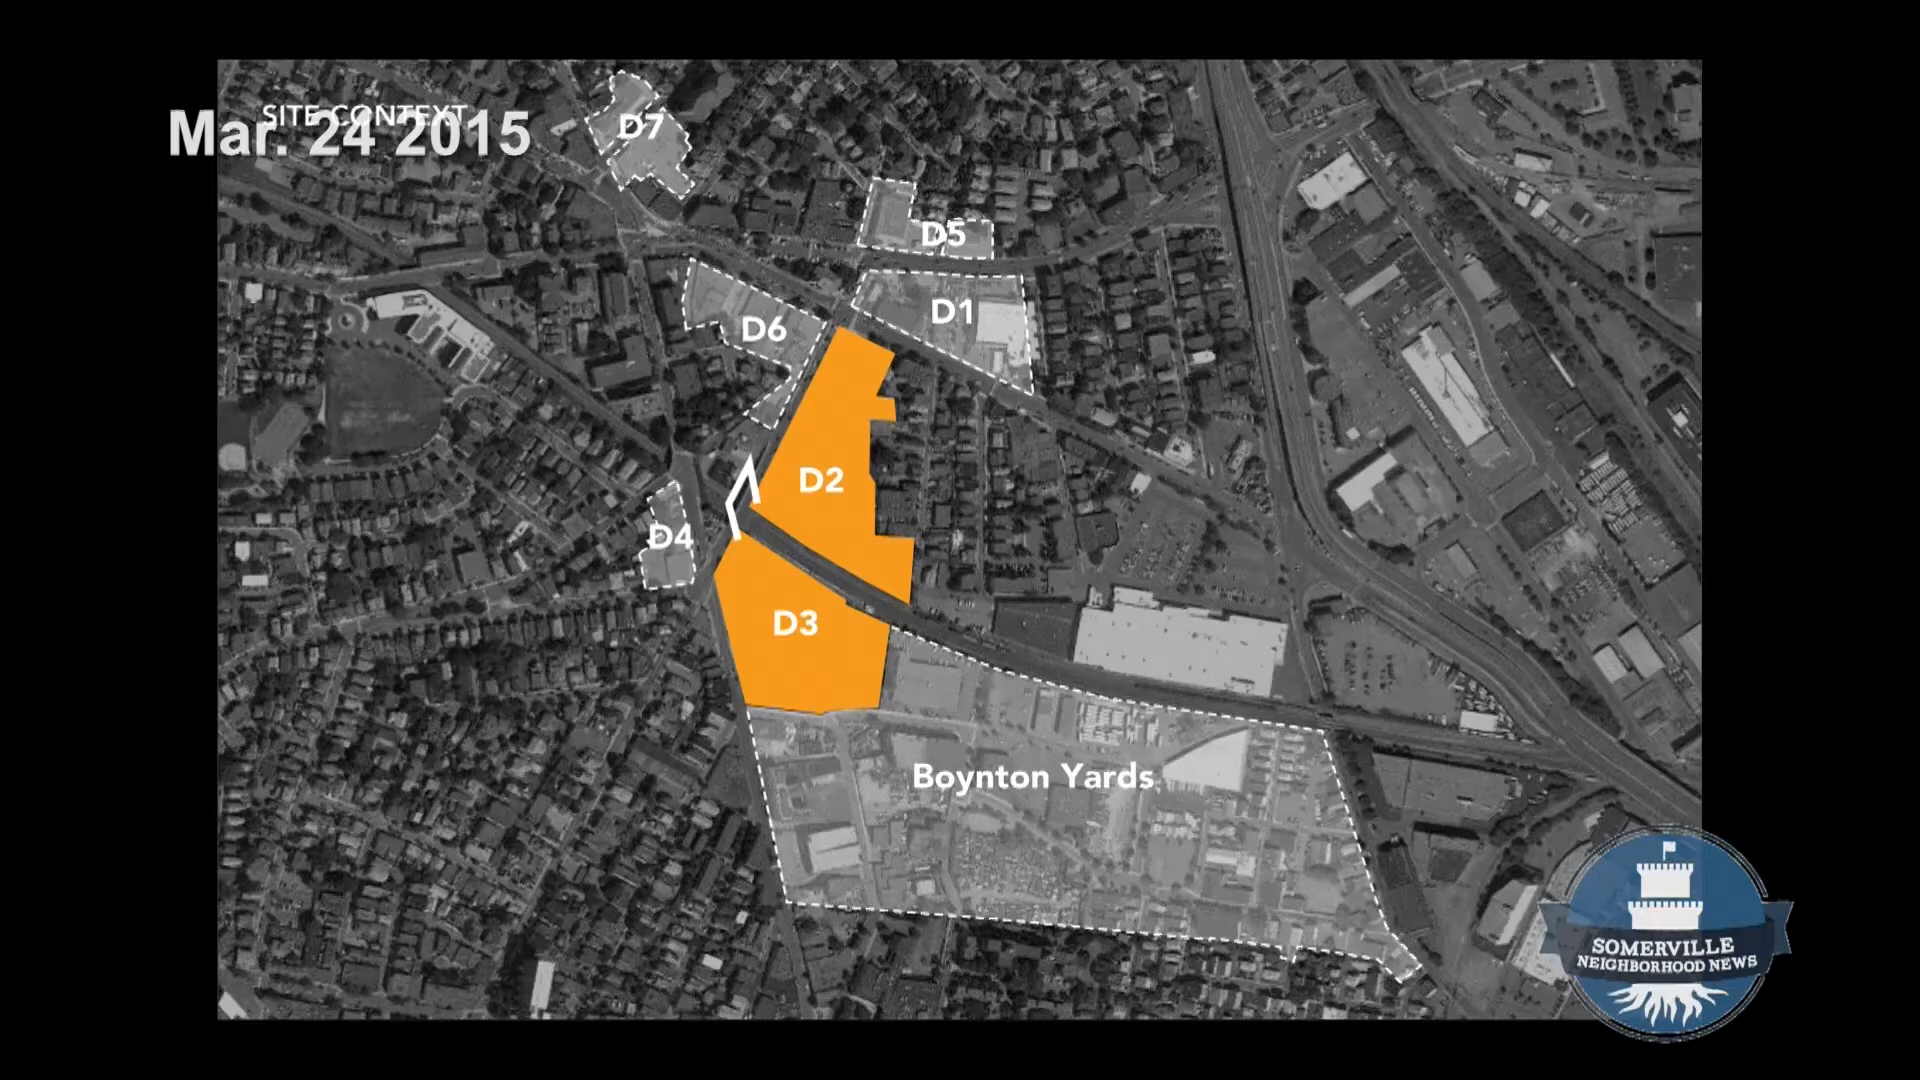 SITE CONTEXT
Mar. 24 2015
D7
D5
D1
D6
D2
D4
D3
Boynton Yards
SOMERVILLE
NEIGHBORHOOD NEWS